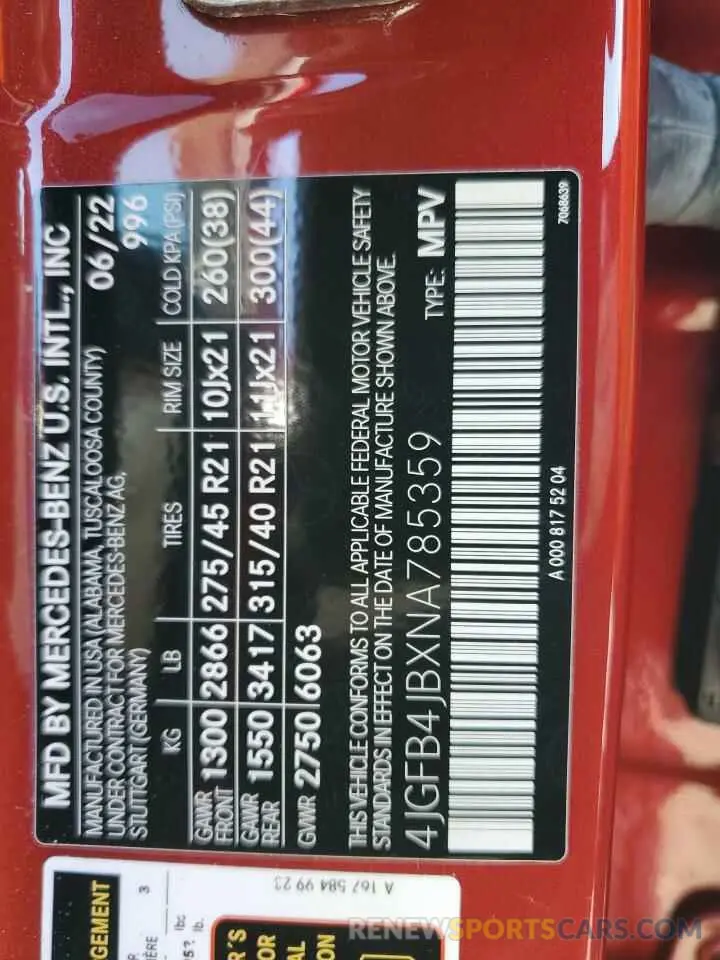 MFD BY MERCEDES-BENZ U.S. INTL., INC
MANUFACTURED IN USA (ALABAMA, TUSCALOOSA COUNTY)
UNDER CONTRACT FOR MERCEDES-BENZ AG,
STUTTGART (GERMANY)
06/22
996
KG LB TIRES RIM SIZE COLD KPA (PSI)
GAWR FRONT 1300 2866 275/45 R21 10Jx21 260(38)
GAWR REAR 1550 3417 315/40 R21 11Jx21 300(44)
GVWR 2750 6063
THIS VEHICLE CONFORMS TO ALL APPLICABLE FEDERAL MOTOR VEHICLE SAFETY
STANDARDS IN EFFECT ON THE DATE OF MANUFACTURE SHOWN ABOVE.
4JGFB4JBXNA785359 TYPE: MPV
A 000 817 52 04
7068639
A 167 584 99 23
GEMENT
3
lbs
lb.
RENEWSPORTSCARS.COM